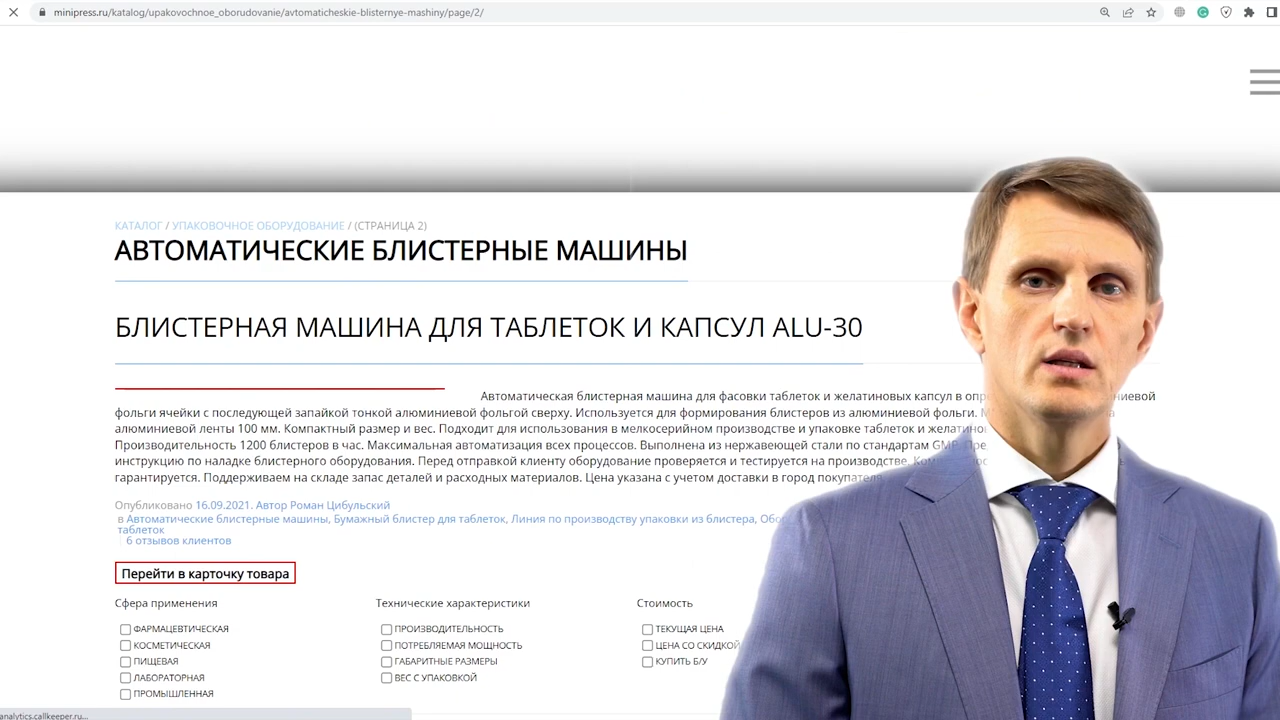 minipress.ru/katalog/upakovochnoe_oborudovanie/avtomaticheskie-blisternye-mashiny/page/2/
КАТАЛОГ / УПАКОВОЧНОЕ ОБОРУДОВАНИЕ / (СТРАНИЦА 2)
АВТОМАТИЧЕСКИЕ БЛИСТЕРНЫЕ МАШИНЫ
БЛИСТЕРНАЯ МАШИНА ДЛЯ ТАБЛЕТОК И КАПСУЛ ALU-30
Автоматическая блистерная машина для фасовки таблеток и желатиновых капсул в
фольги ячейки с последующей запайкой тонкой алюминиевой фольгой сверху. Используется для формирования блистеров из алюминиевой фольги.
алюминиевой ленты 100 мм. Компактный размер и вес. Подходит для использования в мелкосерийном производстве и упаковке таблеток и
Производительность 1200 блистеров в час. Максимальная автоматизация всех процессов. Выполнена из нержавеющей стали по стандартам GMP.
инструкцию по наладке блистерного оборудования. Перед отправкой клиенту оборудование проверяется и тестируется на производстве.
гарантируется. Поддерживаем на складе запас деталей и расходных материалов. Цена указана с учетом доставки в город покупателя.
Опубликовано 16.09.2021. Автор Роман Цибульский
в Автоматические блистерные машины, Бумажный блистер для таблеток, Линия по производству упаковки из блистера,
таблеток
6 отзывов клиентов
Перейти в карточку товара
Сфера применения Технические характеристики Стоимость
ФАРМАЦЕВТИЧЕСКАЯ ПРОИЗВОДИТЕЛЬНОСТЬ ТЕКУЩАЯ ЦЕНА
КОСМЕТИЧЕСКАЯ ПОТРЕБЛЯЕМАЯ МОЩНОСТЬ ЦЕНА СО СКИДКОЙ
ПИЩЕВАЯ ГАБАРИТНЫЕ РАЗМЕРЫ КУПИТЬ Б/У
ЛАБОРАТОРНАЯ ВЕС С УПАКОВКОЙ
ПРОМЫШЛЕННАЯ
analytics.callkeeper.ru...